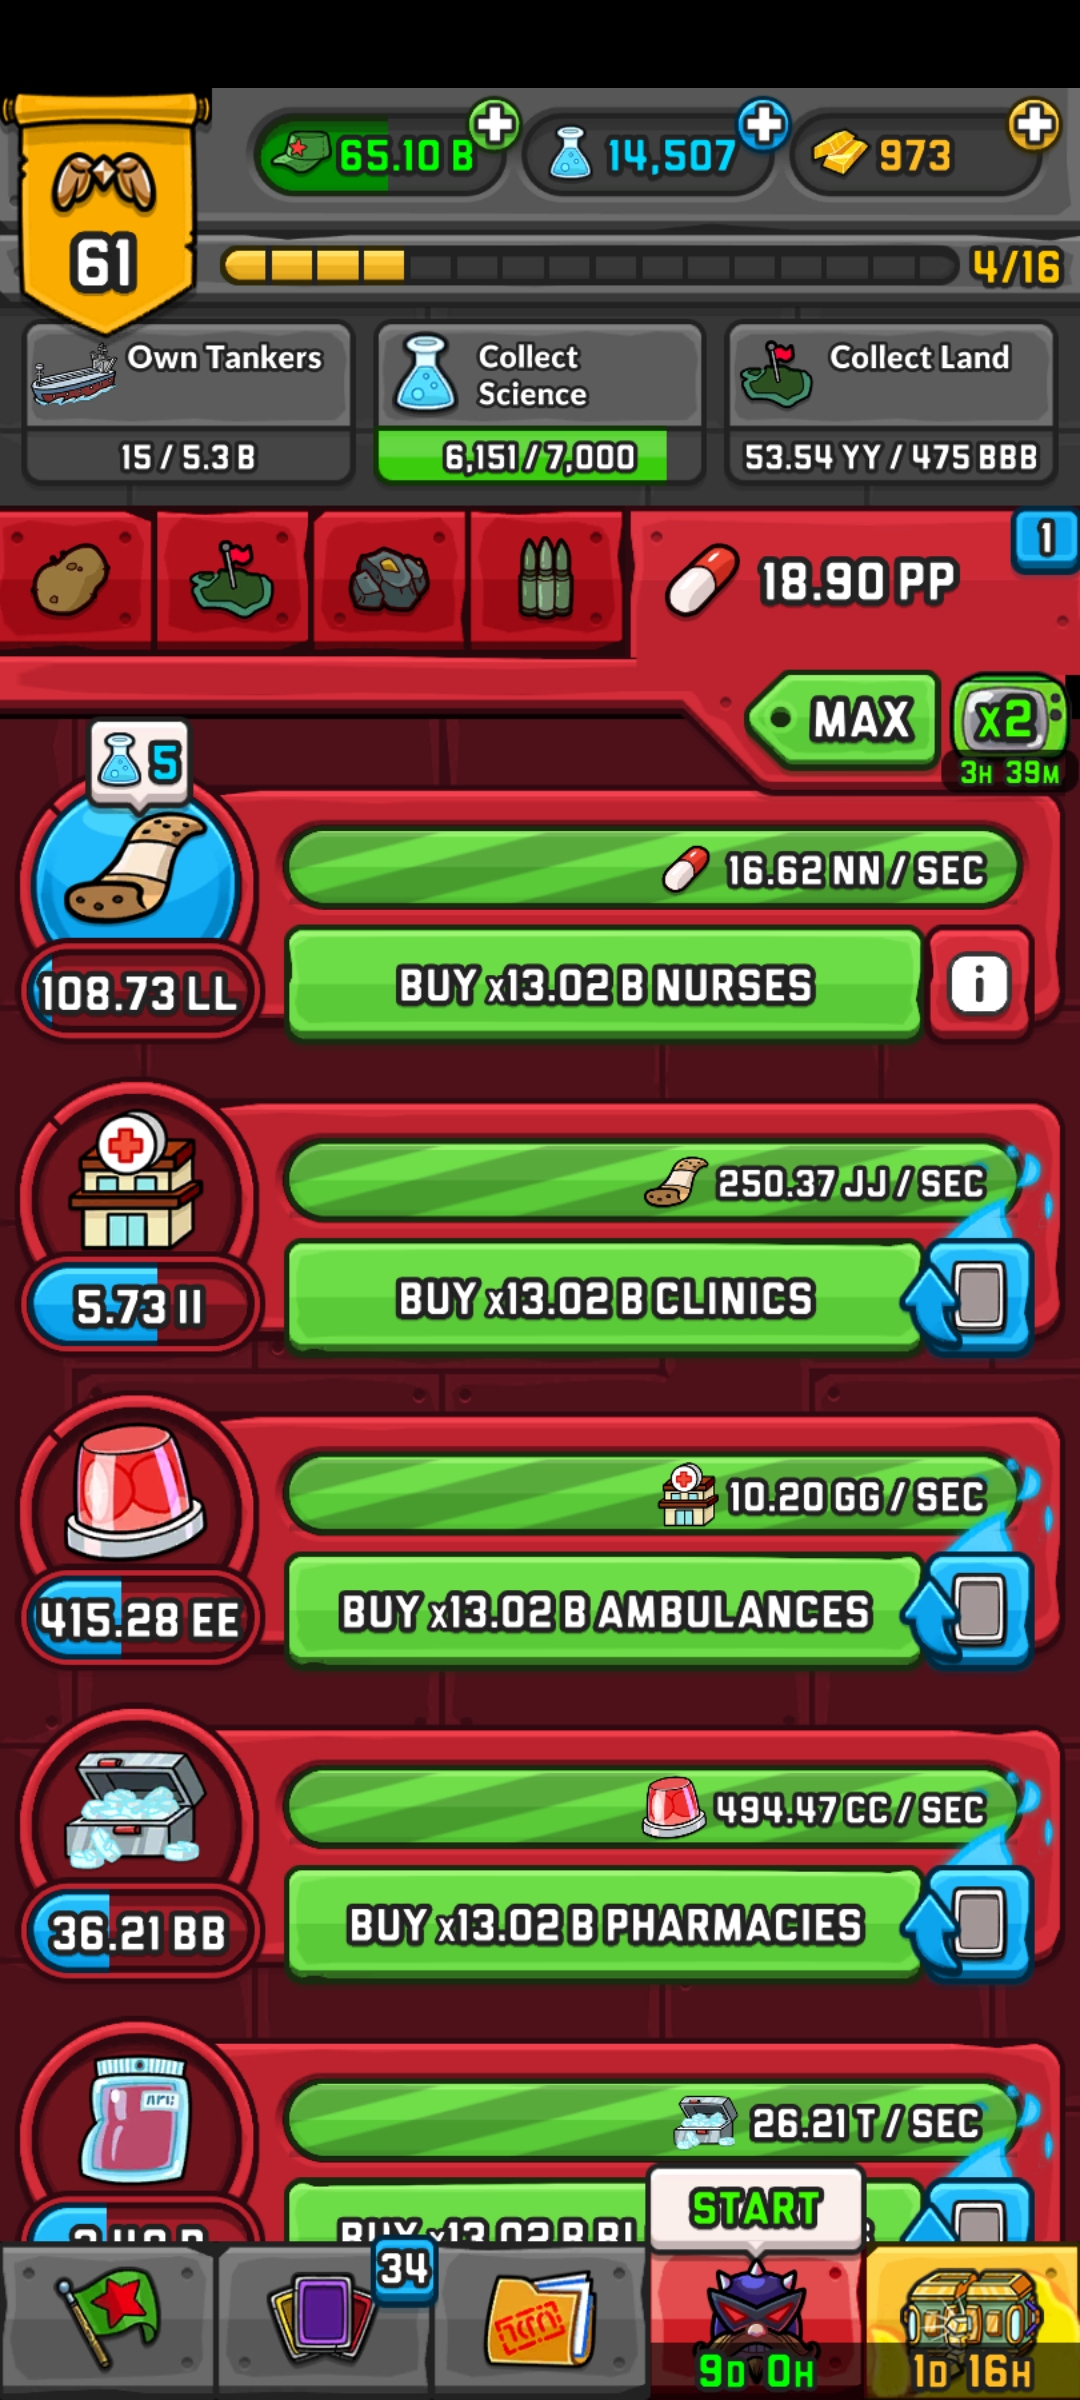 65.10 B
14,507
973
61
4/16
Own Tankers
15 / 5.3 B
Collect
Science
6,151 / 7,000
Collect Land
53.54 YY / 475 BBB
18.90 PP
1
MAX
x2
3H 39M
5
16.62 NN / SEC
108.73 LL
BUY x13.02 B NURSES
i
250.37 JJ / SEC
5.73 II
BUY x13.02 B CLINICS
10.20 GG / SEC
415.28 EE
BUY x13.02 B AMBULANCES
494.47 CC / SEC
36.21 BB
BUY x13.02 B PHARMACIES
26.21 T / SEC
BUY x13.02 B
START
34
9D 0H
1D 16H